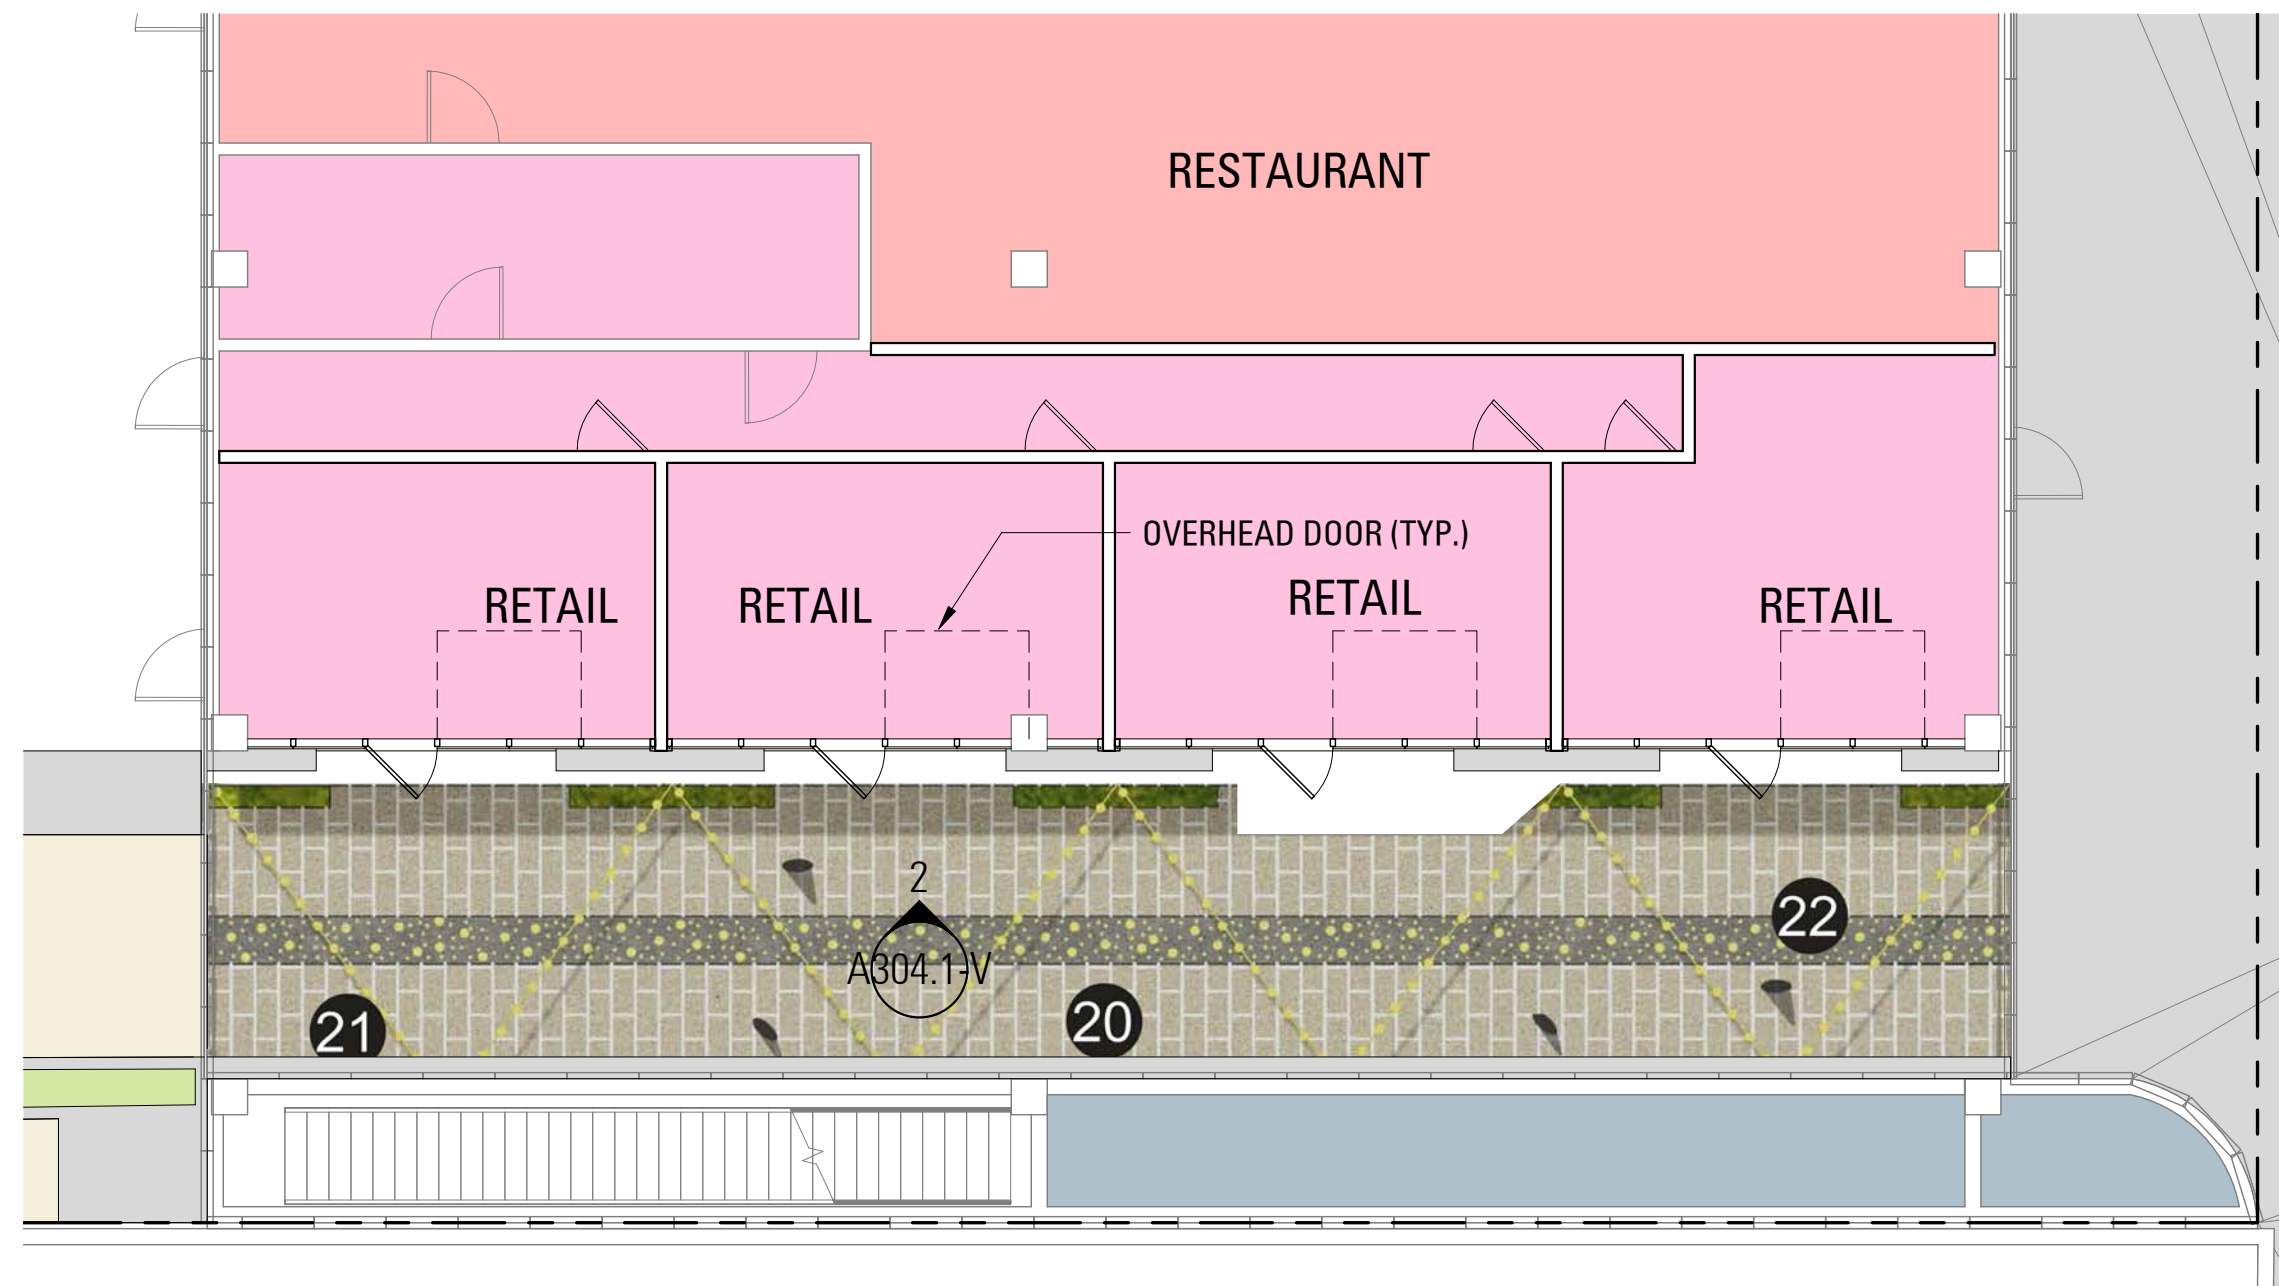 RESTAURANT
OVERHEAD DOOR (TYP.)
RETAIL
RETAIL
RETAIL
RETAIL
2
A304.1-V
22
21
20